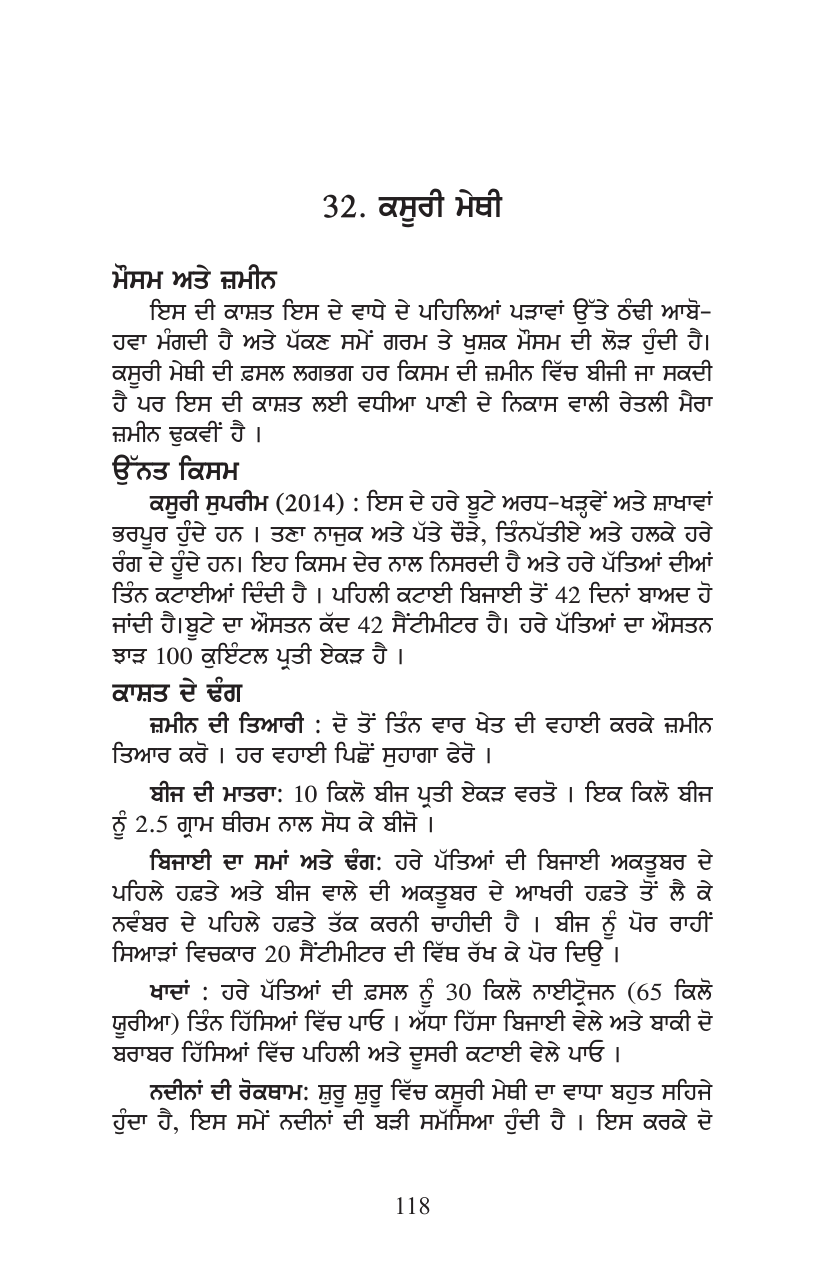 32. ਕਸੂਰੀ ਮੇਥੀ
ਮੌਸਮ ਅਤੇ ਜ਼ਮੀਨ
ਇਸ ਦੀ ਕਾਸ਼ਤ ਇਸ ਦੇ ਵਾਧੇ ਦੇ ਪਹਿਲਿਆਂ ਪੜਾਵਾਂ ਉੱਤੇ ਠੰਢੀ ਆਬੋ-
ਹਵਾ ਮੰਗਦੀ ਹੈ ਅਤੇ ਪੱਕਣ ਸਮੇਂ ਗਰਮ ਤੇ ਖੁਸ਼ਕ ਮੌਸਮ ਦੀ ਲੋੜ ਹੁੰਦੀ ਹੈ।
ਕਸੂਰੀ ਮੇਥੀ ਦੀ ਫ਼ਸਲ ਲਗਭਗ ਹਰ ਕਿਸਮ ਦੀ ਜ਼ਮੀਨ ਵਿੱਚ ਬੀਜੀ ਜਾ ਸਕਦੀ
ਹੈ ਪਰ ਇਸ ਦੀ ਕਾਸ਼ਤ ਲਈ ਵਧੀਆ ਪਾਣੀ ਦੇ ਨਿਕਾਸ ਵਾਲੀ ਰੇਤਲੀ ਮੈਰਾ
ਜ਼ਮੀਨ ਢੁਕਵੀਂ ਹੈ ।
ਉੱਨਤ ਕਿਸਮ
ਕਸੂਰੀ ਸੁਪਰੀਮ (2014) : ਇਸ ਦੇ ਹਰੇ ਬੂਟੇ ਅਰਧ-ਖੜ੍ਹਵੇਂ ਅਤੇ ਸ਼ਾਖਾਵਾਂ
ਭਰਪੂਰ ਹੁੰਦੇ ਹਨ । ਤਣਾ ਨਾਜੁਕ ਅਤੇ ਪੱਤੇ ਚੌੜੇ, ਤਿੰਨਪੱਤੀਏ ਅਤੇ ਹਲਕੇ ਹਰੇ
ਰੰਗ ਦੇ ਹੂੰਦੇ ਹਨ। ਇਹ ਕਿਸਮ ਦੇਰ ਨਾਲ ਨਿਸਰਦੀ ਹੈ ਅਤੇ ਹਰੇ ਪੱਤਿਆਂ ਦੀਆਂ
ਤਿੰਨ ਕਟਾਈਆਂ ਦਿੰਦੀ ਹੈ । ਪਹਿਲੀ ਕਟਾਈ ਬਿਜਾਈ ਤੋਂ 42 ਦਿਨਾਂ ਬਾਅਦ ਹੋ
ਜਾਂਦੀ ਹੈ।ਬੂਟੇ ਦਾ ਔਸਤਨ ਕੱਦ 42 ਸੈਂਟੀਮੀਟਰ ਹੈ। ਹਰੇ ਪੱਤਿਆਂ ਦਾ ਔਸਤਨ
ਝਾੜ 100 ਕੁਇੰਟਲ ਪ੍ਰਤੀ ਏਕੜ ਹੈ ।
ਕਾਸ਼ਤ ਦੇ ਢੰਗ
ਜ਼ਮੀਨ ਦੀ ਤਿਆਰੀ : ਦੋ ਤੋਂ ਤਿੰਨ ਵਾਰ ਖੇਤ ਦੀ ਵਹਾਈ ਕਰਕੇ ਜ਼ਮੀਨ
ਤਿਆਰ ਕਰੋ । ਹਰ ਵਹਾਈ ਪਿਛੋਂ ਸੁਹਾਗਾ ਫੇਰੋ ।
ਬੀਜ ਦੀ ਮਾਤਰਾ: 10 ਕਿਲੋ ਬੀਜ ਪ੍ਰਤੀ ਏਕੜ ਵਰਤੋ । ਇਕ ਕਿਲੋ ਬੀਜ
ਨੂੰ 2.5 ਗ੍ਰਾਮ ਥੀਰਮ ਨਾਲ ਸੋਧ ਕੇ ਬੀਜੋ ।
ਬਿਜਾਈ ਦਾ ਸਮਾਂ ਅਤੇ ਢੰਗ: ਹਰੇ ਪੱਤਿਆਂ ਦੀ ਬਿਜਾਈ ਅਕਤੂਬਰ ਦੇ
ਪਹਿਲੇ ਹਫ਼ਤੇ ਅਤੇ ਬੀਜ ਵਾਲੇ ਦੀ ਅਕਤੂਬਰ ਦੇ ਆਖਰੀ ਹਫ਼ਤੇ ਤੋਂ ਲੈ ਕੇ
ਨਵੰਬਰ ਦੇ ਪਹਿਲੇ ਹਫ਼ਤੇ ਤੱਕ ਕਰਨੀ ਚਾਹੀਦੀ ਹੈ । ਬੀਜ ਨੂੰ ਪੋਰ ਰਾਹੀਂ
ਸਿਆੜਾਂ ਵਿਚਕਾਰ 20 ਸੈਂਟੀਮੀਟਰ ਦੀ ਵਿੱਥ ਰੱਖ ਕੇ ਪੋਰ ਦਿਉ ।
ਖਾਦਾਂ : ਹਰੇ ਪੱਤਿਆਂ ਦੀ ਫ਼ਸਲ ਨੂੰ 30 ਕਿਲੋ ਨਾਈਟ੍ਰੋਜਨ (65 ਕਿਲੋ
ਯੂਰੀਆ) ਤਿੰਨ ਹਿੱਸਿਆਂ ਵਿੱਚ ਪਾਓ । ਅੱਧਾ ਹਿੱਸਾ ਬਿਜਾਈ ਵੇਲੇ ਅਤੇ ਬਾਕੀ ਦੋ
ਬਰਾਬਰ ਹਿੱਸਿਆਂ ਵਿੱਚ ਪਹਿਲੀ ਅਤੇ ਦੂਸਰੀ ਕਟਾਈ ਵੇਲੇ ਪਾਓ ।
ਨਦੀਨਾਂ ਦੀ ਰੋਕਥਾਮ: ਸ਼ੁਰੂ ਸ਼ੁਰੂ ਵਿੱਚ ਕਸੂਰੀ ਮੇਥੀ ਦਾ ਵਾਧਾ ਬਹੁਤ ਸਹਿਜੇ
ਹੁੰਦਾ ਹੈ, ਇਸ ਸਮੇਂ ਨਦੀਨਾਂ ਦੀ ਬੜੀ ਸਮੱਸਿਆ ਹੁੰਦੀ ਹੈ । ਇਸ ਕਰਕੇ ਦੋ
118